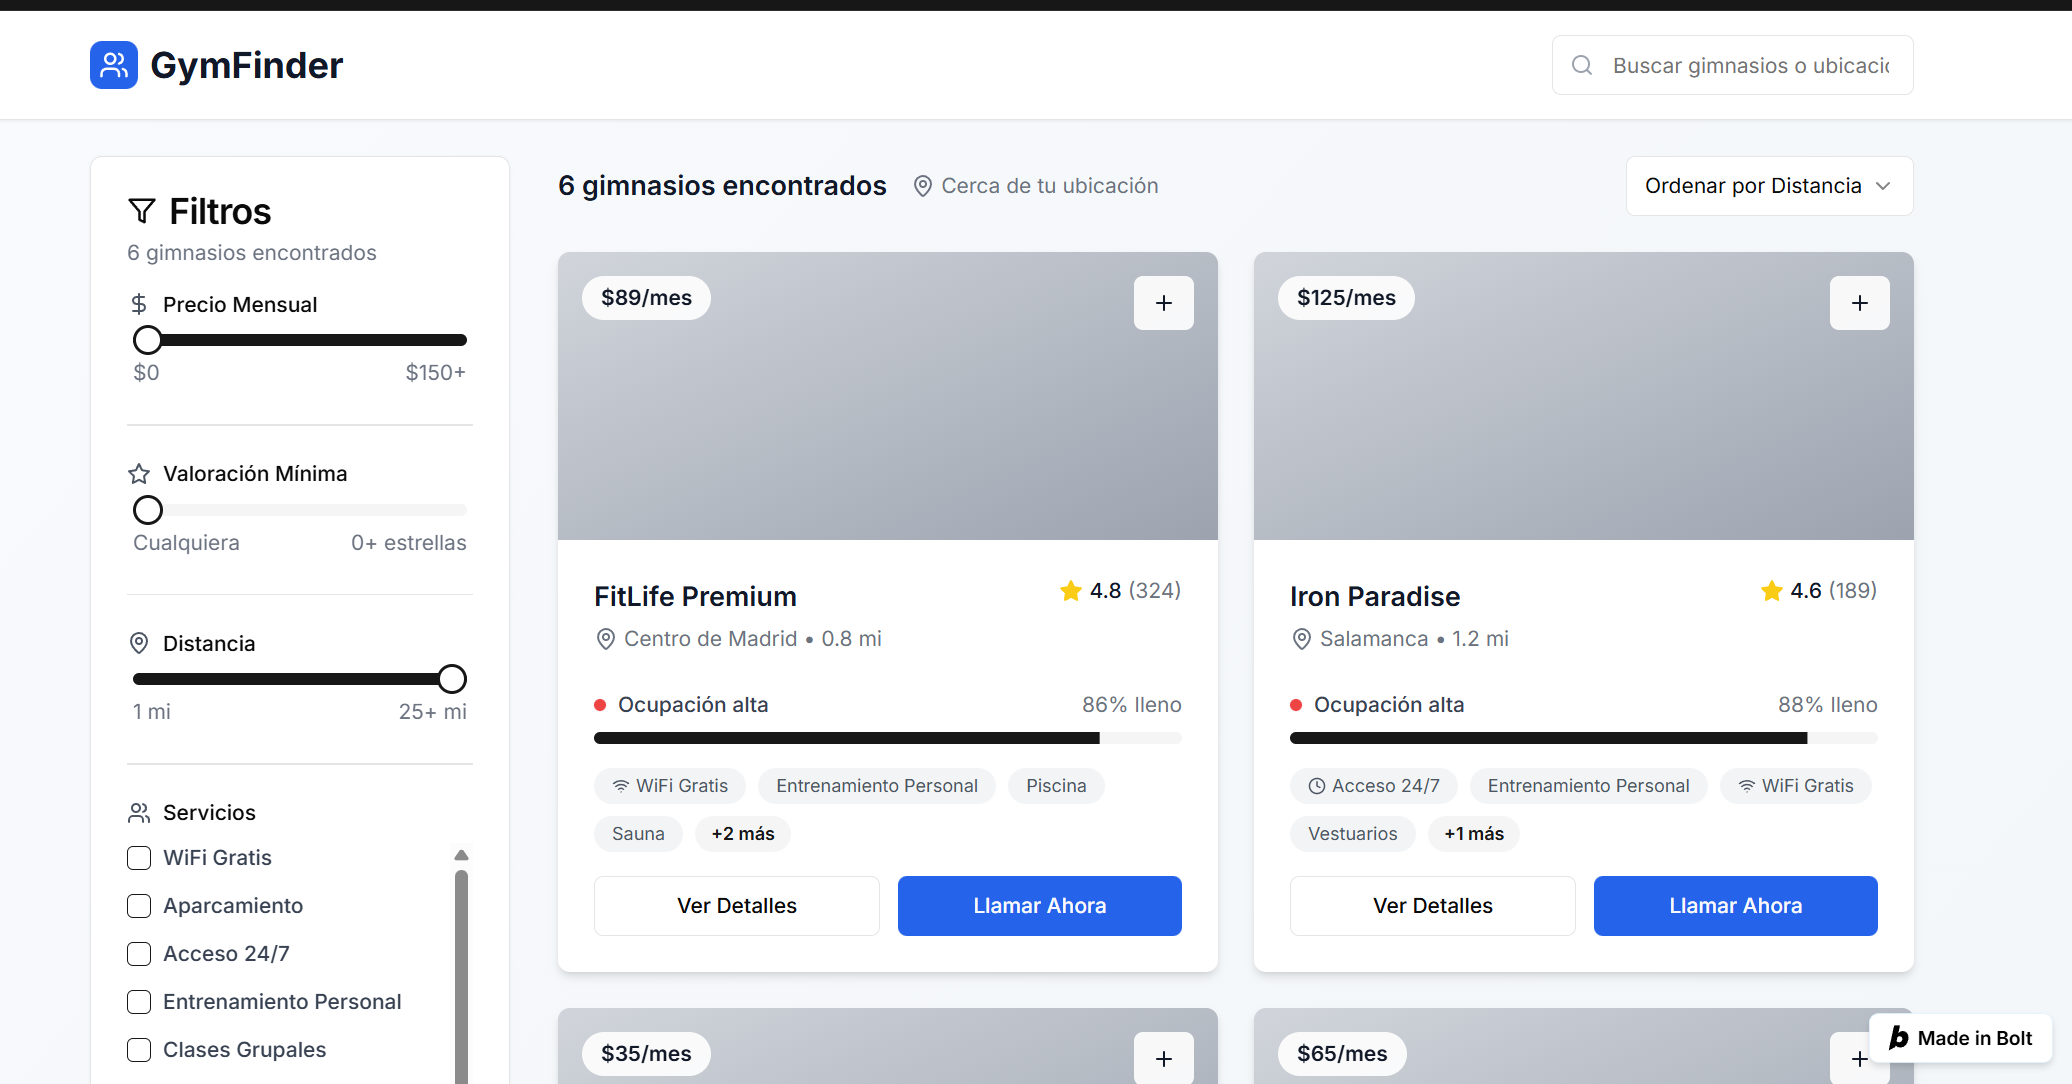 GymFinder
Buscar gimnasios o ubicacio
Filtros
6 gimnasios encontrados
Precio Mensual
$0 $150+
Valoración Mínima
Cualquiera 0+ estrellas
Distancia
1 mi 25+ mi
Servicios
WiFi Gratis
Aparcamiento
Acceso 24/7
Entrenamiento Personal
Clases Grupales
6 gimnasios encontrados Cerca de tu ubicación
Ordenar por Distancia
$89/mes
FitLife Premium 4.8 (324)
Centro de Madrid • 0.8 mi
Ocupación alta 86% lleno
WiFi Gratis Entrenamiento Personal Piscina
Sauna +2 más
Ver Detalles Llamar Ahora
$125/mes
Iron Paradise 4.6 (189)
Salamanca • 1.2 mi
Ocupación alta 88% lleno
Acceso 24/7 Entrenamiento Personal WiFi Gratis
Vestuarios +1 más
Ver Detalles Llamar Ahora
$35/mes
$65/mes
b Made in Bolt